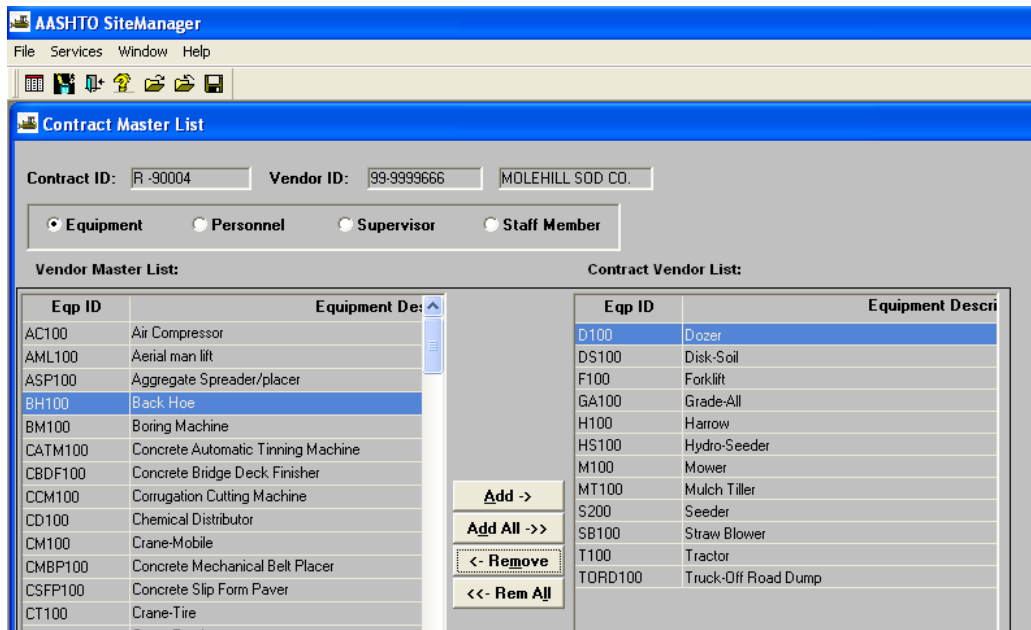 AASHTO SiteManager
File Services Window Help
Contract Master List
Contract ID: R -90004 Vendor ID: 99-9999666 MOLEHILL SOD CO.
Equipment Personnel Supervisor Staff Member
Vendor Master List:
Eqp ID Equipment De
AC100 Air Compressor
AML100 Aerial man lift
ASP100 Aggregate Spreader/placer
BH100 Back Hoe
BM100 Boring Machine
CATM100 Concrete Automatic Tinning Machine
CBDF100 Concrete Bridge Deck Finisher
CCM100 Corrugation Cutting Machine
CD100 Chemical Distributor
CM100 Crane-Mobile
CMBP100 Concrete Mechanical Belt Placer
CSFP100 Concrete Slip Form Paver
CT100 Crane-Tire
Add ->
Add All ->>
<- Remove
<<- Rem All
Contract Vendor List:
Eqp ID Equipment Descri
D100 Dozer
DS100 Disk-Soil
F100 Forklift
GA100 Grade-All
H100 Harrow
HS100 Hydro-Seeder
M100 Mower
MT100 Mulch Tiller
S200 Seeder
SB100 Straw Blower
T100 Tractor
TORD100 Truck-Off Road Dump